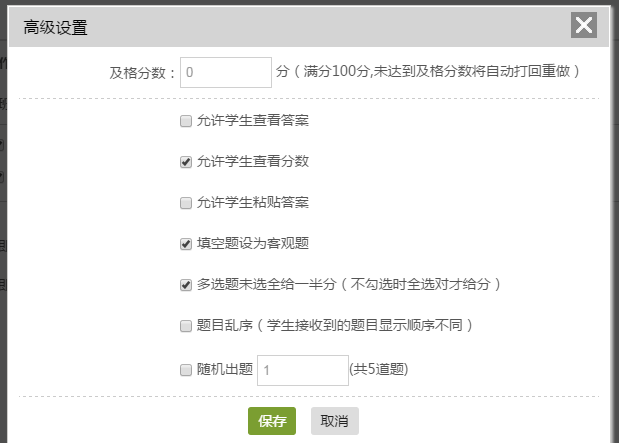 高级设置
及格分数： 0 分（满分100分,未达到及格分数将自动打回重做）
允许学生查看答案
允许学生查看分数
允许学生粘贴答案
填空题设为客观题
多选题未选全给一半分（不勾选时全选对才给分）
题目乱序（学生接收到的题目显示顺序不同）
随机出题 1 (共5道题)
保存 取消